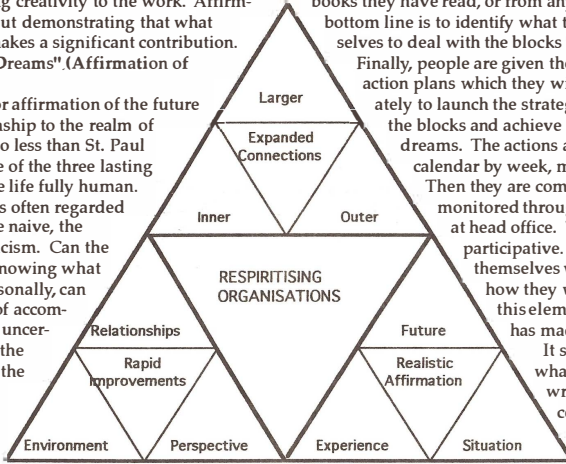 ng creativity to the work. Affirm-
out demonstrating that what
akes a significant contribution.
Dreams" (Affirmation of
or affirmation of the future
nship to the realm of
o less than St. Paul
e of the three lasting
e life fully human.
s often regarded
e naive, the
icism. Can the
nowing what
sonally, can
of accom-
uncer-
the
the
Larger
Expanded
Connections
Inner
Outer
RESPIRITISING
ORGANISATIONS
Relationships
Rapid
Improvements
Environment
Perspective
Future
Realistic
Affirmation
Experience
Situation
books they have read, or from an
bottom line is to identify what t
selves to deal with the blocks
Finally, people are given th
action plans which they w
ately to launch the strateg
the blocks and achieve
dreams. The actions a
calendar by week, m
Then they are com
monitored throug
at head office.
participative.
themselves
how they w
this elem
has ma
It s
wha
wr
co